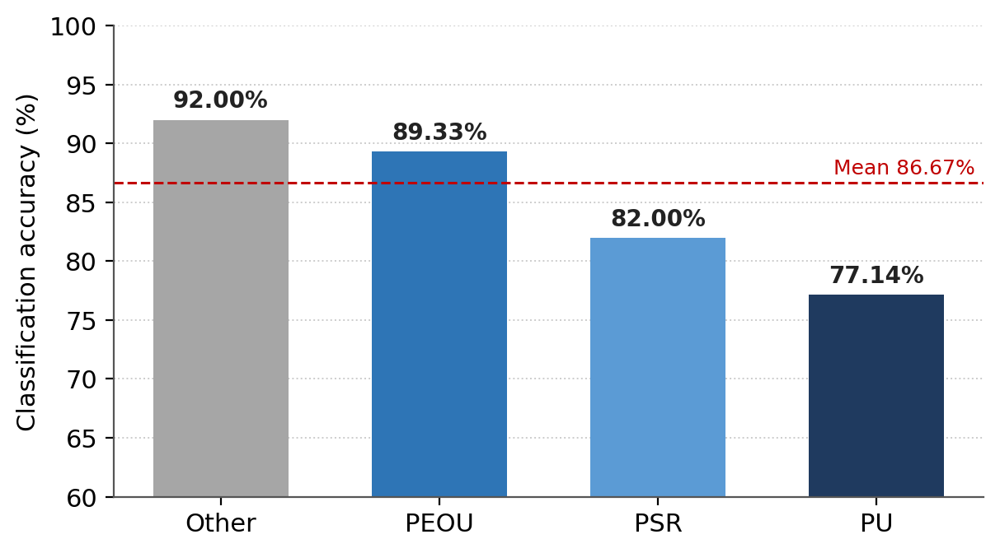 Classification accuracy (%)
100
95
90
85
80
75
70
65
60
92.00%
89.33%
82.00%
77.14%
Mean 86.67%
Other
PEOU
PSR
PU